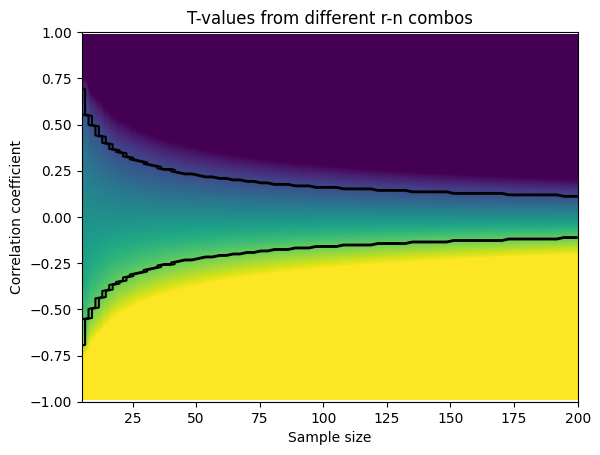 T-values from different r-n combos
1.00
0.75
0.50
0.25
0.00
−0.25
−0.50
−0.75
−1.00
Correlation coefficient
25 50 75 100 125 150 175 200
Sample size